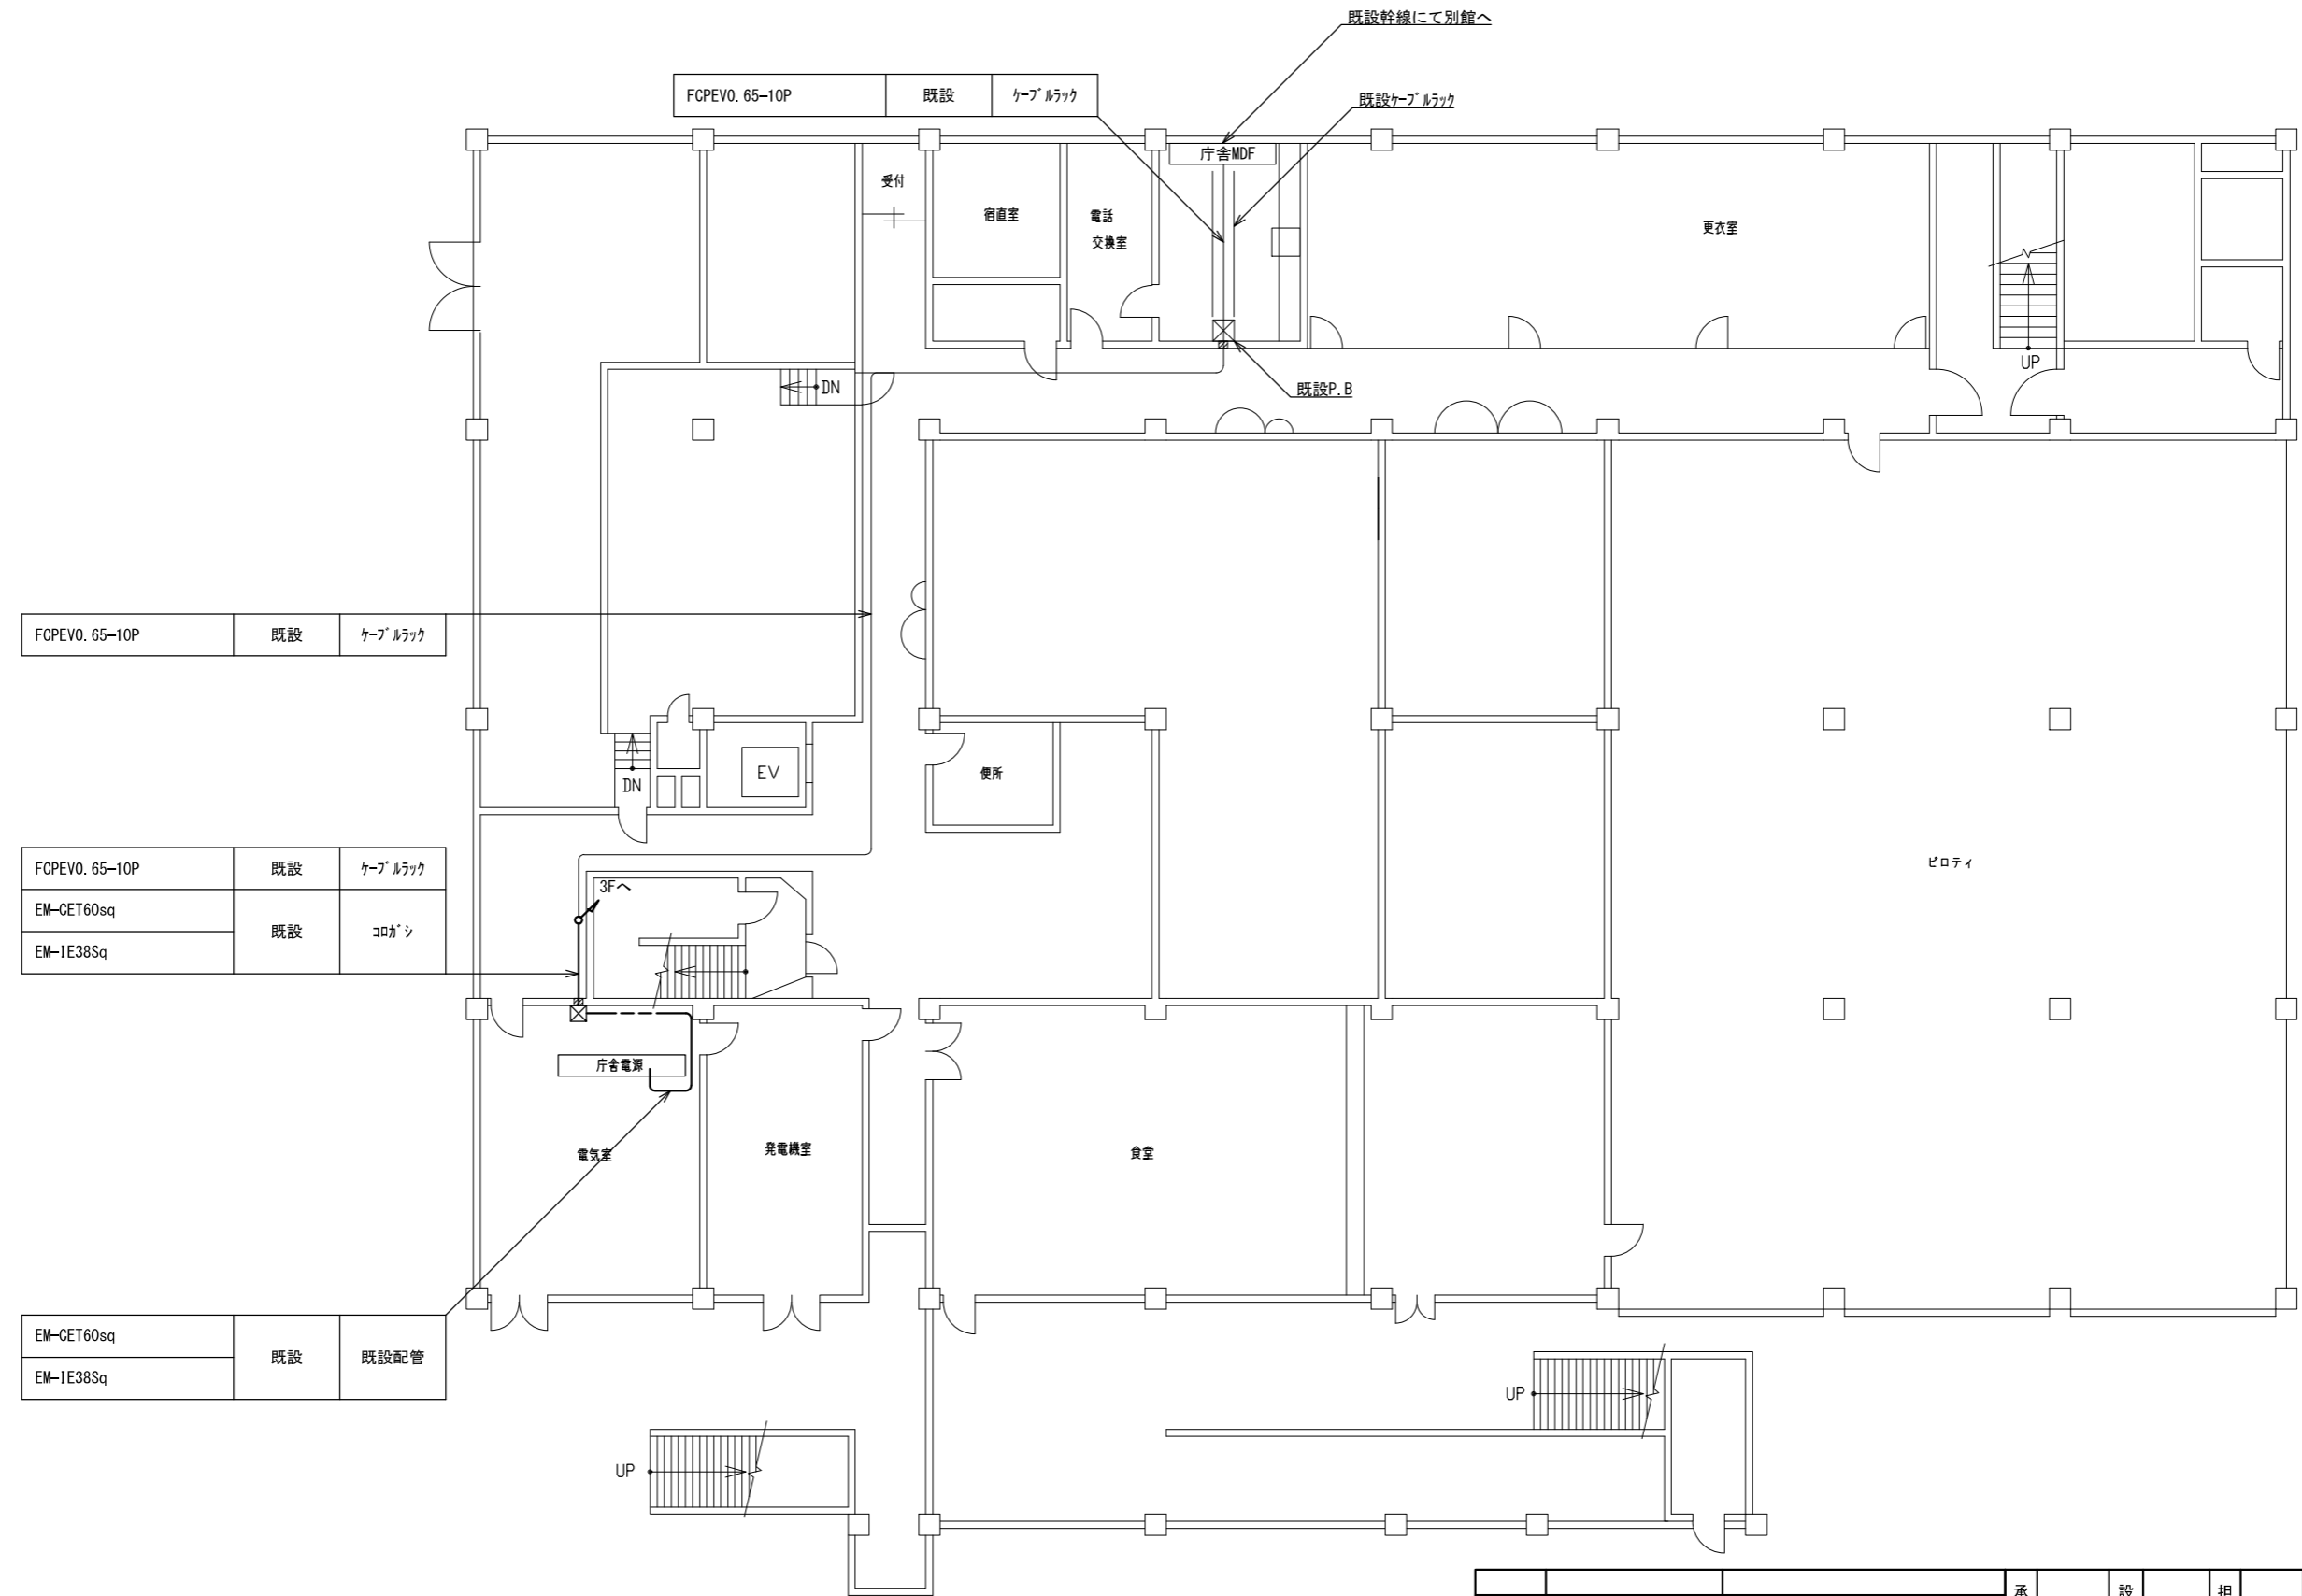 既設幹線にて別館へ
FCPEV0.65-10P 既設 ｹｰﾌﾞﾙﾗｯｸ
既設ｹｰﾌﾞﾙﾗｯｸ
庁舎MDF
受付
宿直室
電話
交換室
更衣室
UP
DN
既設P.B
FCPEV0.65-10P 既設 ｹｰﾌﾞﾙﾗｯｸ
EV
DN
便所
ピロティ
FCPEV0.65-10P 既設 ｹｰﾌﾞﾙﾗｯｸ
EM-CET60sq
既設 ｺﾛｶﾞｼ
EM-IE38Sq
3Fへ
庁舎電源
電気室
発電機室
食堂
EM-CET60sq
既設 既設配管
EM-IE38Sq
UP
UP
承 設 担